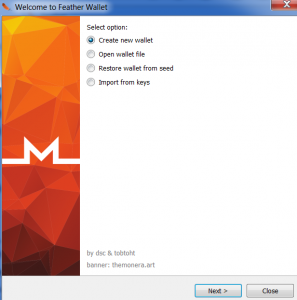 Welcome to Feather Wallet
Select option:
Create new wallet
Open wallet file
Restore wallet from seed
Import from keys
by dsc & tobtoht
banner: themonera.art
Next >
Close